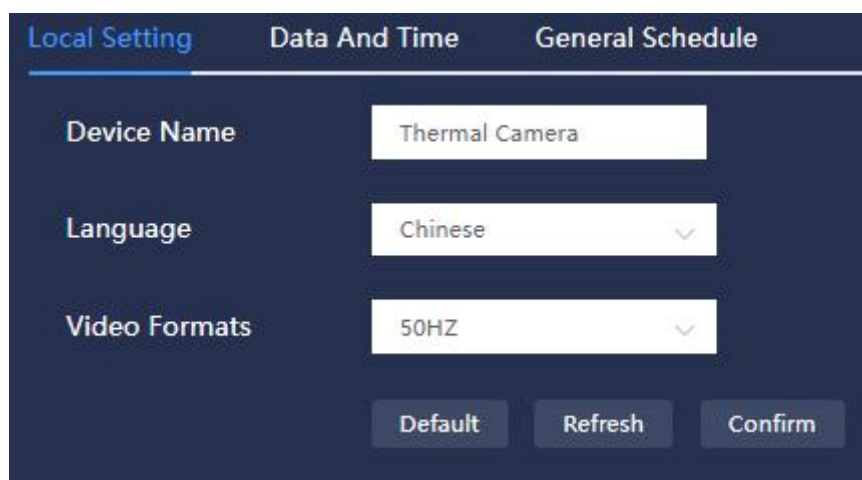 Local Setting Data And Time General Schedule
Device Name Thermal Camera
Language Chinese
Video Formats 50HZ
Default Refresh Confirm